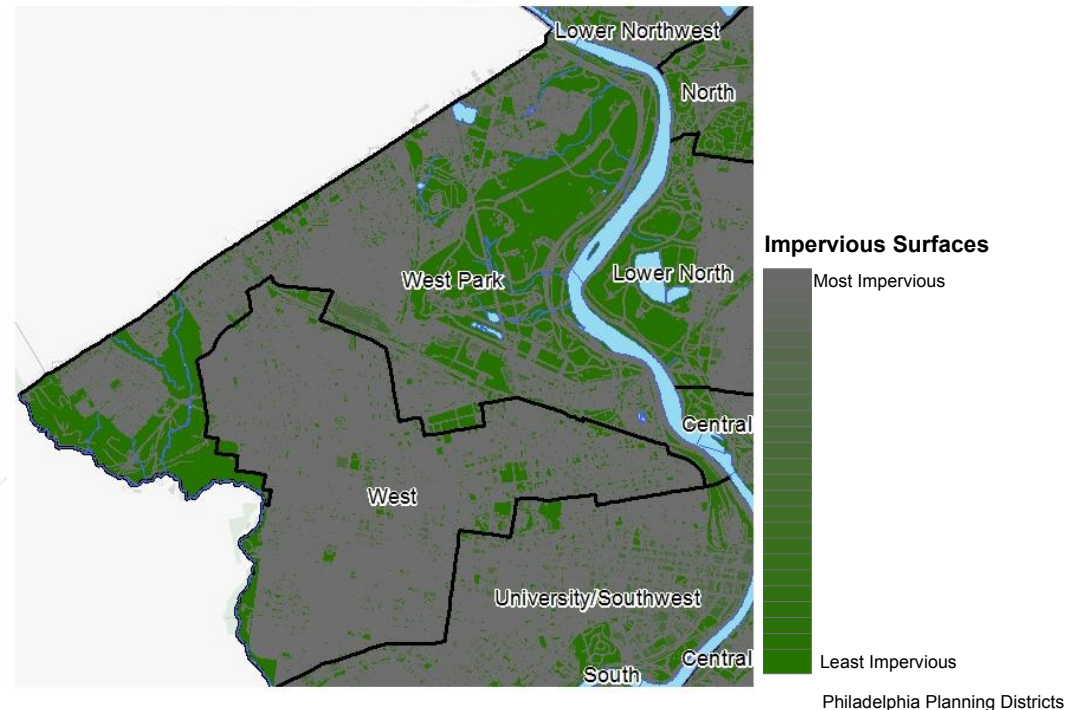 Lower Northwest
North
Impervious Surfaces
Lower North
West Park
Most Impervious
Central
West
University/Southwest
Central
South
Least Impervious
Philadelphia Planning Districts